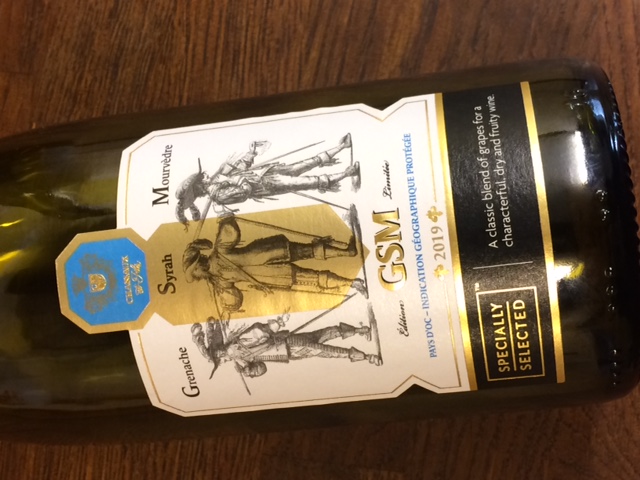 Grenache
Syrah
Mourvèdre
Édition GSM Limitée
PAYS D'OC - INDICATION GÉOGRAPHIQUE PROTÉGÉE
2019
SPECIALLY
SELECTED
™
A classic blend of grapes for a
characterful, dry and fruity wine